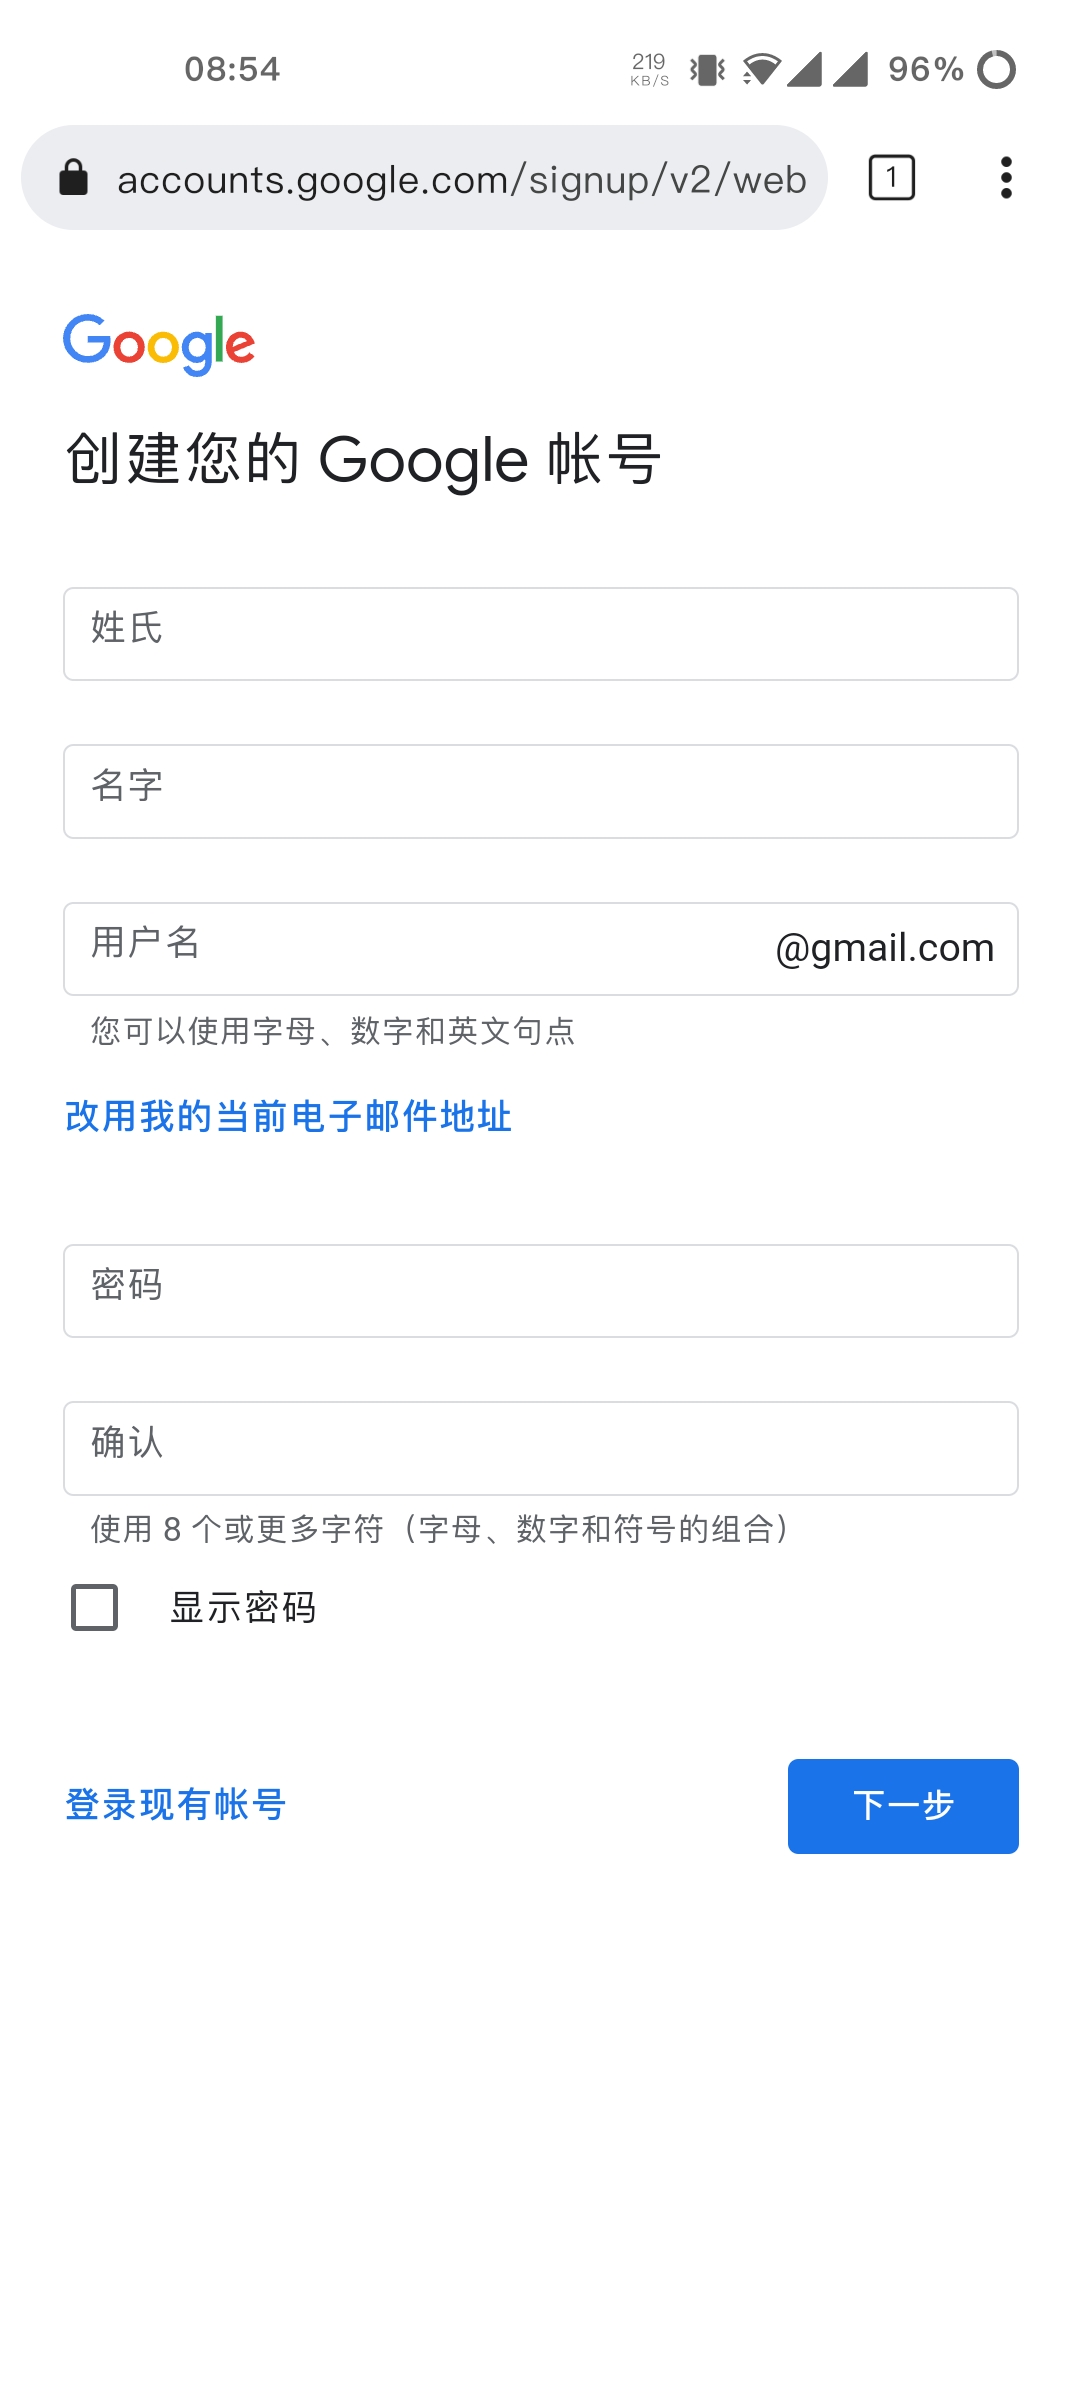 08:54
219
KB/S
96%
accounts.google.com/signup/v2/web
1
Google
创建您的 Google 帐号
姓氏
名字
用户名
@gmail.com
您可以使用字母、数字和英文句点
改用我的当前电子邮件地址
密码
确认
使用 8 个或更多字符（字母、数字和符号的组合）
显示密码
登录现有帐号
下一步